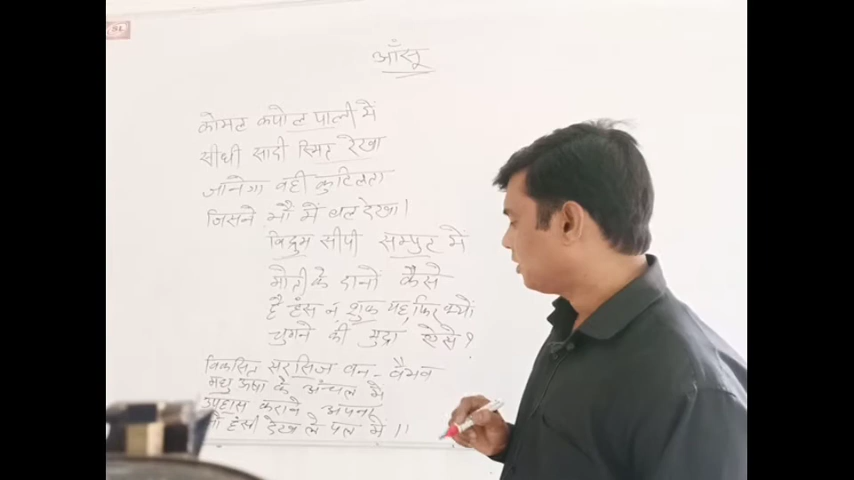 आँसू
कोमल कपोल पाली में
सीधी सादी स्मित रेखा
जानेगा वही कुटिलता
जिसने भौं में बल देखा।
विद्रुम सीपी सम्पुट में
मोती के दानों कैसे
है हंस न शुक यह, फिर क्यों
चुगने की मुद्रा ऐसे?
विकसित सरसिज वन-वैभव
मधु ऊषा के अंचल में
उपहास कराने अपना
हंसी देख ले पल में।।